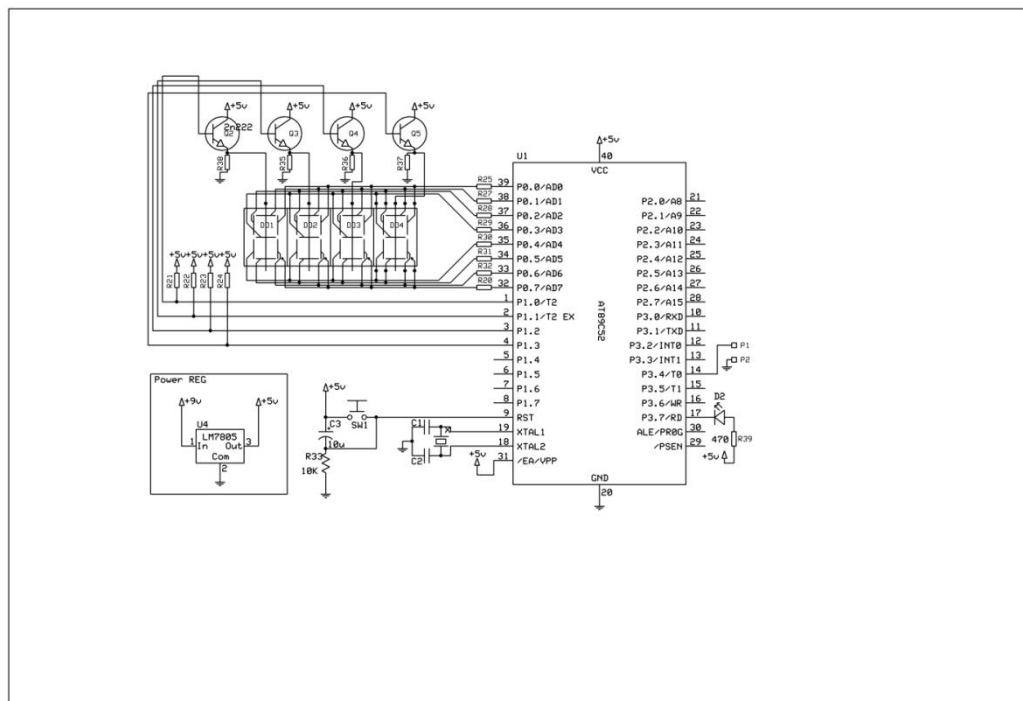 +5v +5v +5v +5v
2n222
Q2 Q3 Q4 Q5
R38 R35 R36 R37
+5v
U1 40
VCC
R25 39 P0.0/AD0
R27 38 P0.1/AD1 P2.0/A8 21
R28 37 P0.2/AD2 P2.1/A9 22
R29 36 P0.3/AD3 P2.2/A10 23
DD1 DD2 DD3 DD4
R30 35 P0.4/AD4 P2.3/A11 24
R31 34 P0.5/AD5 P2.4/A12 25
+5v +5v +5v +5v
R32 33 P0.6/AD6 P2.5/A13 26
R21 R22 R23 R24
R20 32 P0.7/AD7 P2.6/A14 27
1 P1.0/T2 P2.7/A15 28
2 P1.1/T2 EX P3.0/RXD 10
AT89C52
3 P1.2 P3.1/TXD 11
4 P1.3 P3.2/INT0 12 P1
5 P1.4 P3.3/INT1 13 P2
6 P1.5 P3.4/T0 14
7 P1.6 P3.5/T1 15
8 P1.7 P3.6/WR 16 D2
9 RST P3.7/RD 17
19 XTAL1 ALE/PROG 30
18 XTAL2 /PSEN 29
31 /EA/VPP
470 R39
+5v
GND
20
Power REG
+9v +5v
U4
LM7805
1 In Out 3
Com
2
+5v
C3 SW1
10u
R33
10K
C1 X
C2
+5v